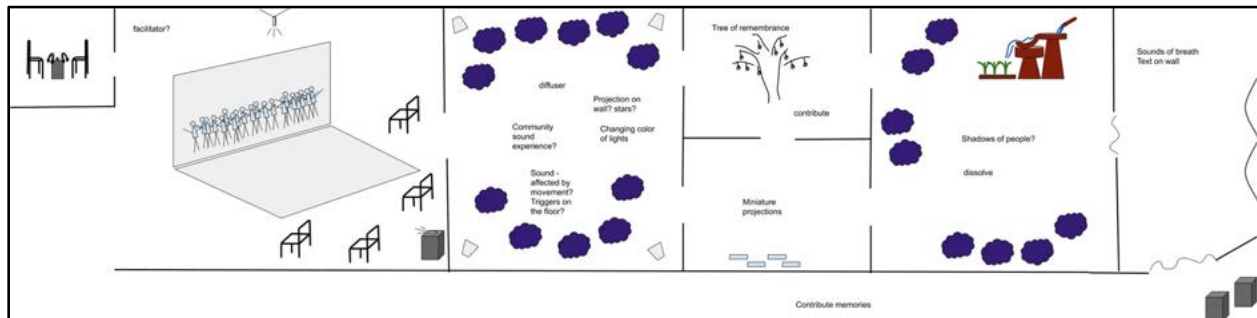 facilitator?
diffuser
Projection on
wall? stars?
Community
sound
experience?
Changing color
of lights
Sound -
affected by
movement?
Triggers on
the floor?
Tree of remembrance
contribute
Miniature
projections
Shadows of people?
dissolve
Sounds of breath
Text on wall
Contribute memories